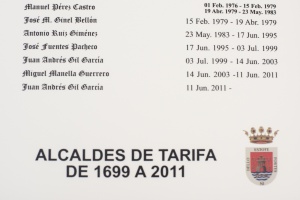 Manuel Pérez Castro 01 Feb. 1976 - 15 Feb. 1979
19 Abr. 1979 - 23 May. 1983
José M. Ginel Bellón 15 Feb. 1979 - 19 Abr. 1979
Antonio Ruiz Giménez 23 May. 1983 - 17 Jun. 1995
José Fuentes Pacheco 17 Jun. 1995 - 03 Jul. 1999
Juan Andrés Gil García 03 Jul. 1999 - 14 Jun. 2003
Miguel Manella Guerrero 14 Jun. 2003 -11 Jun. 2011
Juan Andrés Gil García 11 Jun. 2011 -
ALCALDES DE TARIFA
DE 1699 A 2011